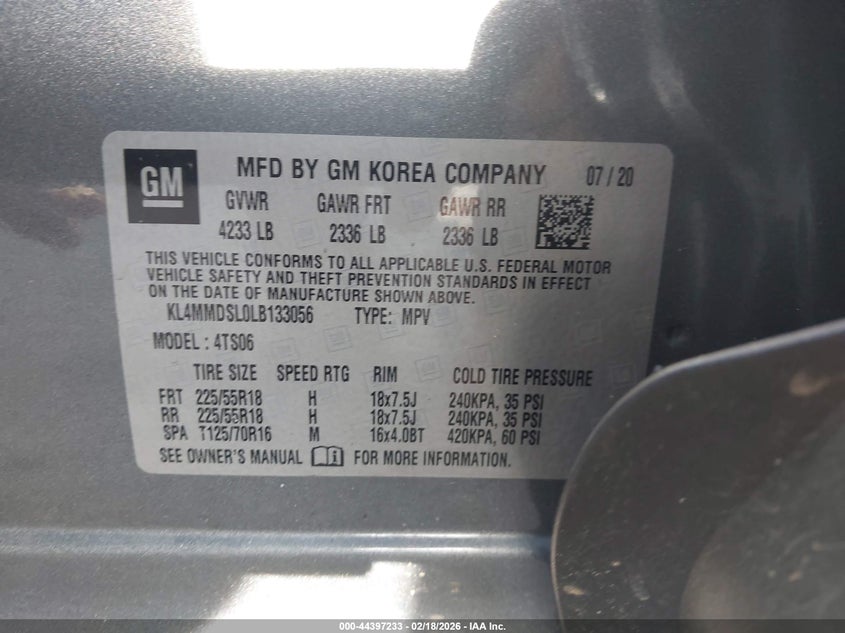 GM MFD BY GM KOREA COMPANY 07 / 20
GVWR GAWR FRT GAWR RR
4233 LB 2336 LB 2336 LB
THIS VEHICLE CONFORMS TO ALL APPLICABLE U.S. FEDERAL MOTOR
VEHICLE SAFETY AND THEFT PREVENTION STANDARDS IN EFFECT
ON THE DATE OF MANUFACTURE SHOWN ABOVE.
KL4MMDSL0LB133056 TYPE: MPV
MODEL : 4TS06
TIRE SIZE SPEED RTG RIM COLD TIRE PRESSURE
FRT 225/55R18 H 18x7.5J 240KPA, 35 PSI
RR 225/55R18 H 18x7.5J 240KPA, 35 PSI
SPA T125/70R16 M 16x4.0BT 420KPA, 60 PSI
SEE OWNER'S MANUAL FOR MORE INFORMATION.
000-44397233 - 02/18/2026 - IAA Inc.